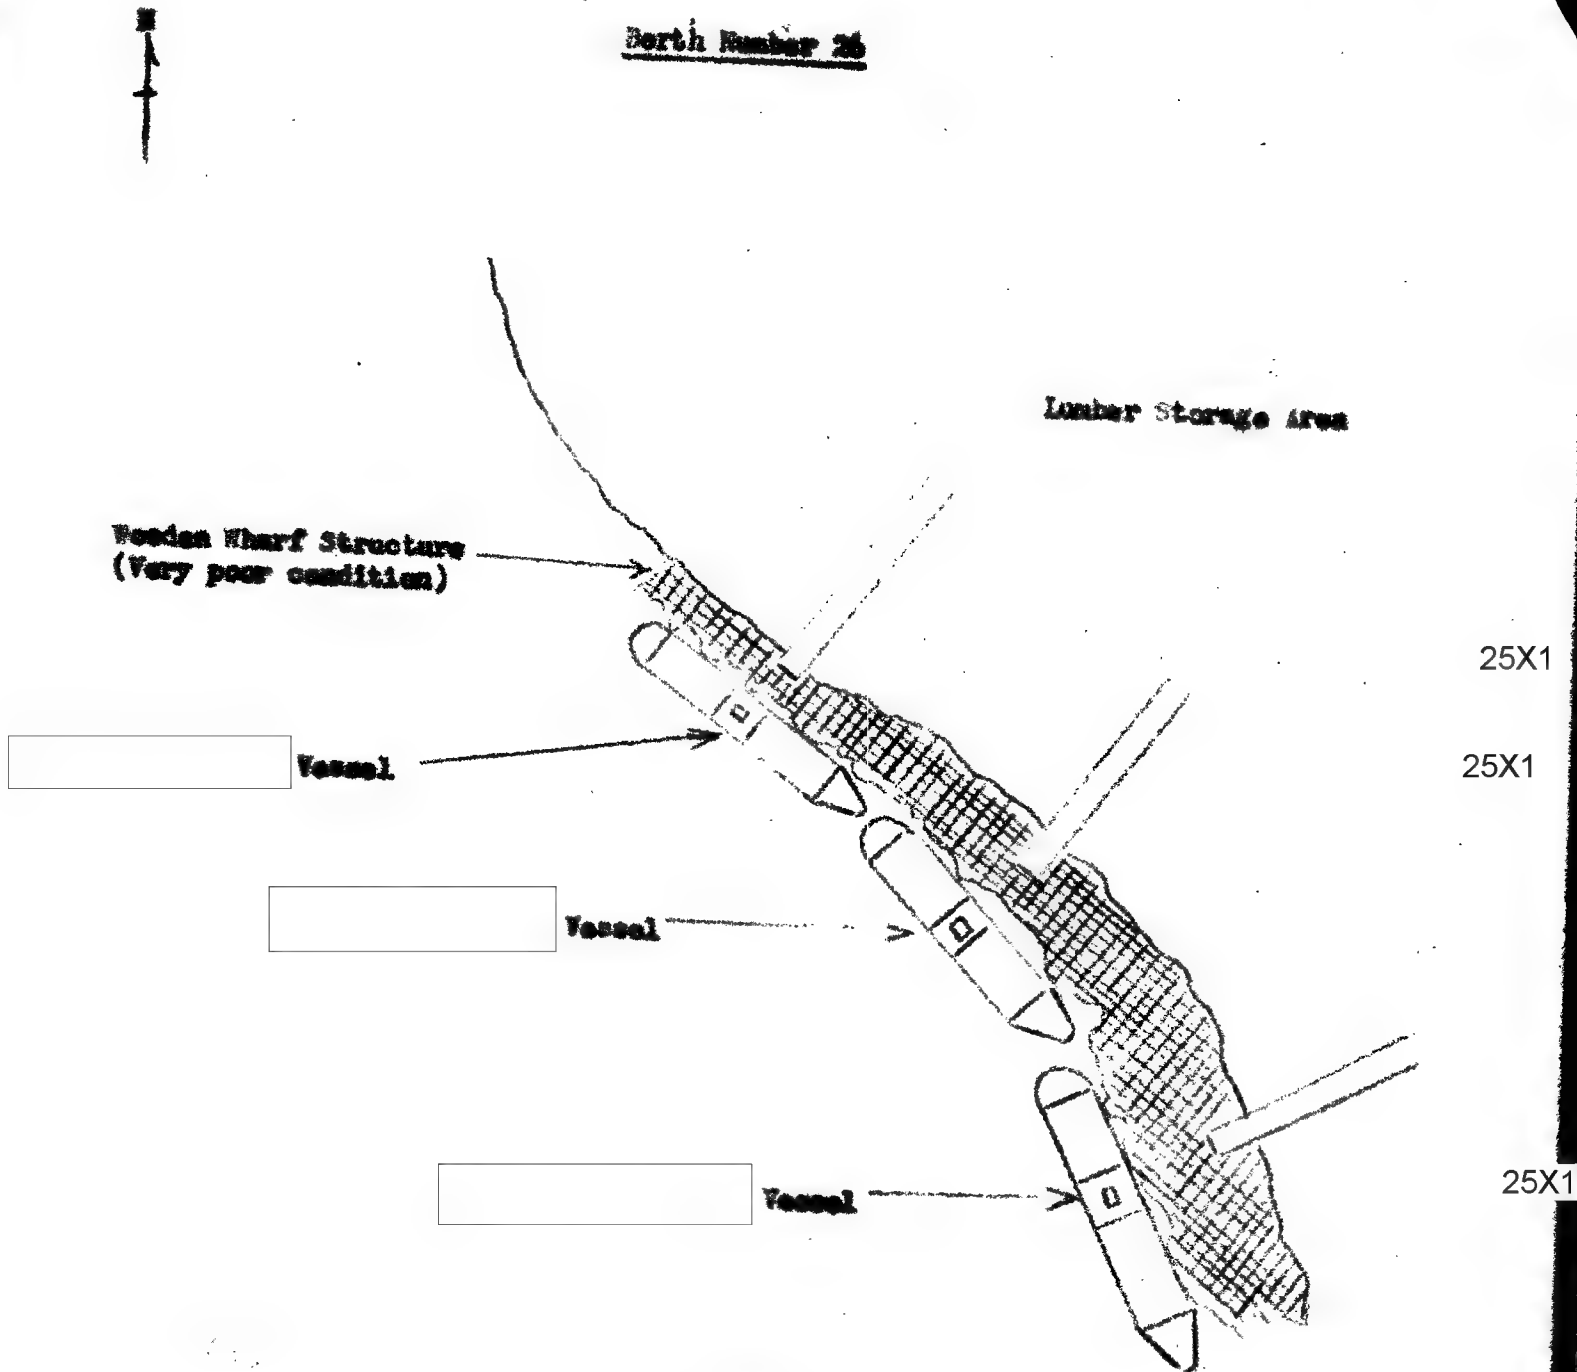 N
Berth Number 26
Lumber Storage Area
Wooden Wharf Structure
(Very poor condition)
25X1
Vessel
25X1
Vessel
Vessel
25X1